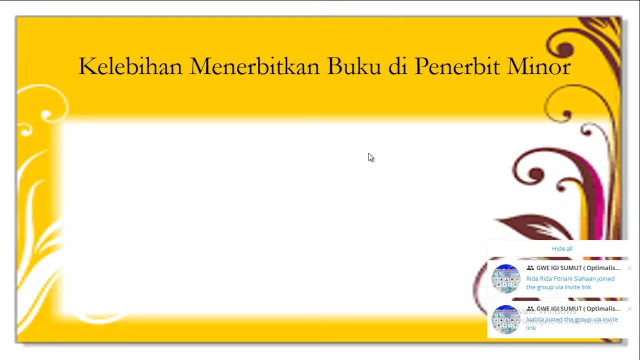 Kelebihan Menerbitkan Buku di Penerbit Minor
Hide all
GWE IGI SUMUT ( Optimalis...
Rida Rida Fitriani Siahaan joined
the group via invite link
GWE IGI SUMUT ( Optimalis...
Nabila joined the group via invite
link